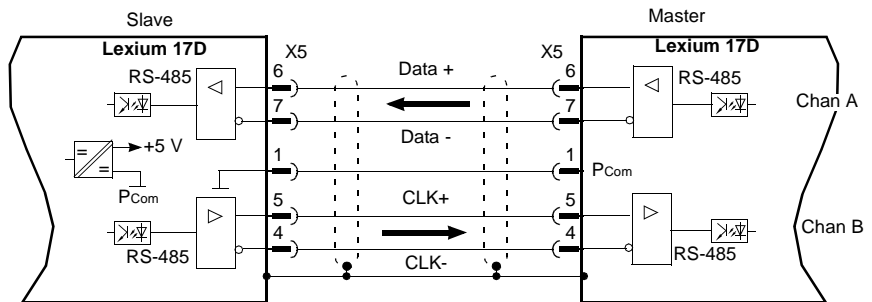 Slave Master
Lexium 17D X5 X5 Lexium 17D
RS-485 6 Data + 6 RS-485
7 7 Chan A
Data -
= = +5 V
1 1 PCom
PCom
5 CLK+ 5
4 4 Chan B
RS-485 CLK- RS-485